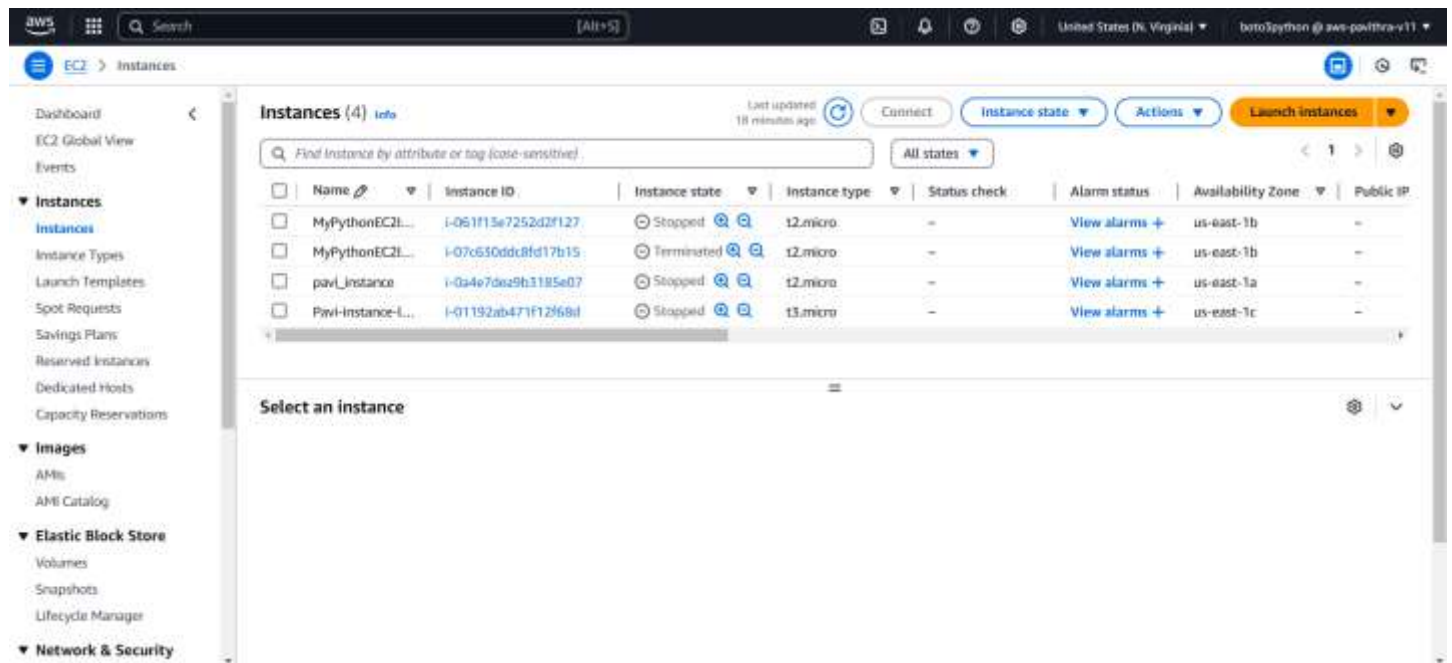 aws Search [Alt+S] United States (N. Virginia) boto3python @ aws-pavithra-v11
EC2 > Instances
Dashboard
EC2 Global View
Events
Instances
Instances
Instance Types
Launch Templates
Spot Requests
Savings Plans
Reserved Instances
Dedicated Hosts
Capacity Reservations
Images
AMIs
AMI Catalog
Elastic Block Store
Volumes
Snapshots
Lifecycle Manager
Network & Security
Instances (4) Info
Last updated
18 minutes ago
Connect Instance state Actions Launch instances
Find Instance by attribute or tag (case-sensitive) All states 1
Name Instance ID Instance state Instance type Status check Alarm status Availability Zone Public IP
MyPythonEC2I... i-061f13e7252d2f127 Stopped t2.micro – View alarms + us-east-1b –
MyPythonEC2I... i-07c630ddc8fd17b15 Terminated t2.micro – View alarms + us-east-1b –
pavi_instance i-0a4e7dea9b3185e07 Stopped t2.micro – View alarms + us-east-1a –
Pavi-instance-l... i-01192ab471f12f68d Stopped t3.micro – View alarms + us-east-1c –
Select an instance